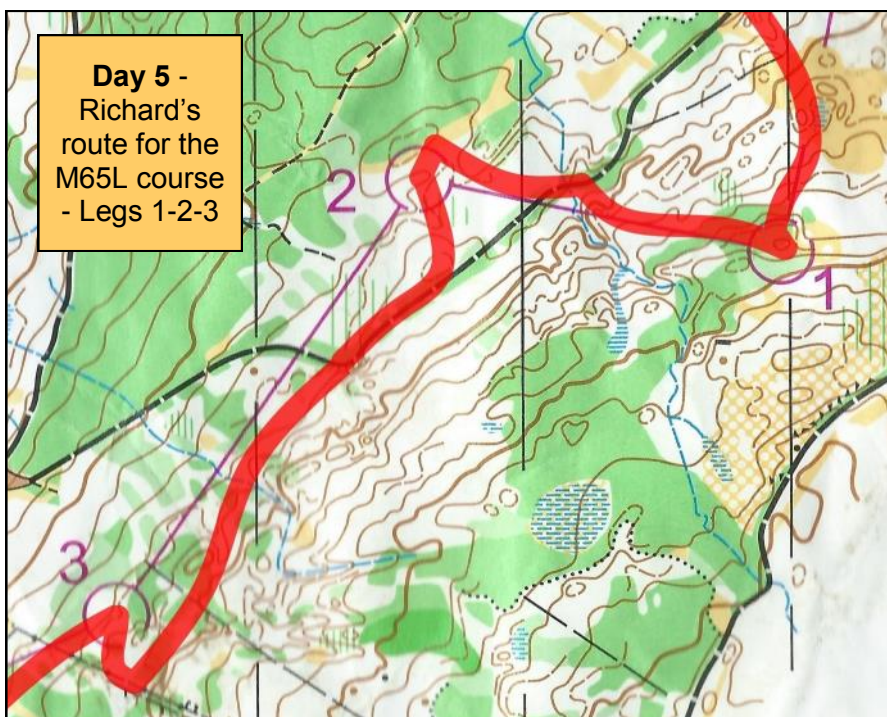 Day 5 -
Richard's
route for the
M65L course
- Legs 1-2-3
2
1
3